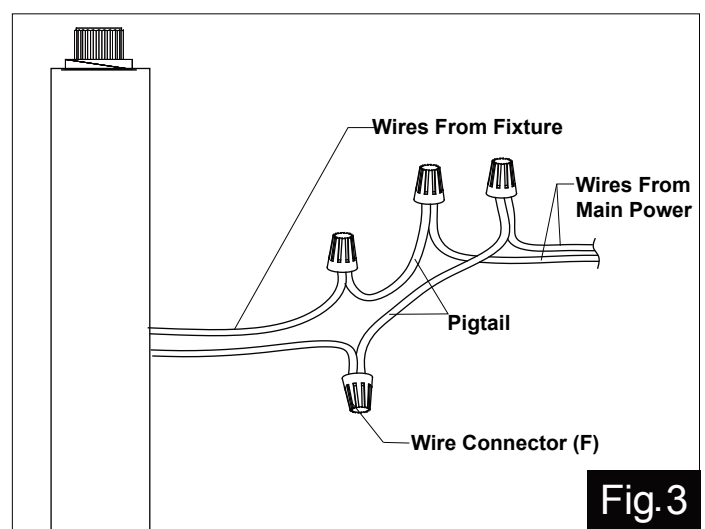 Wires From Fixture
Wires From
Main Power
Pigtail
Wire Connector (F)
Fig.3